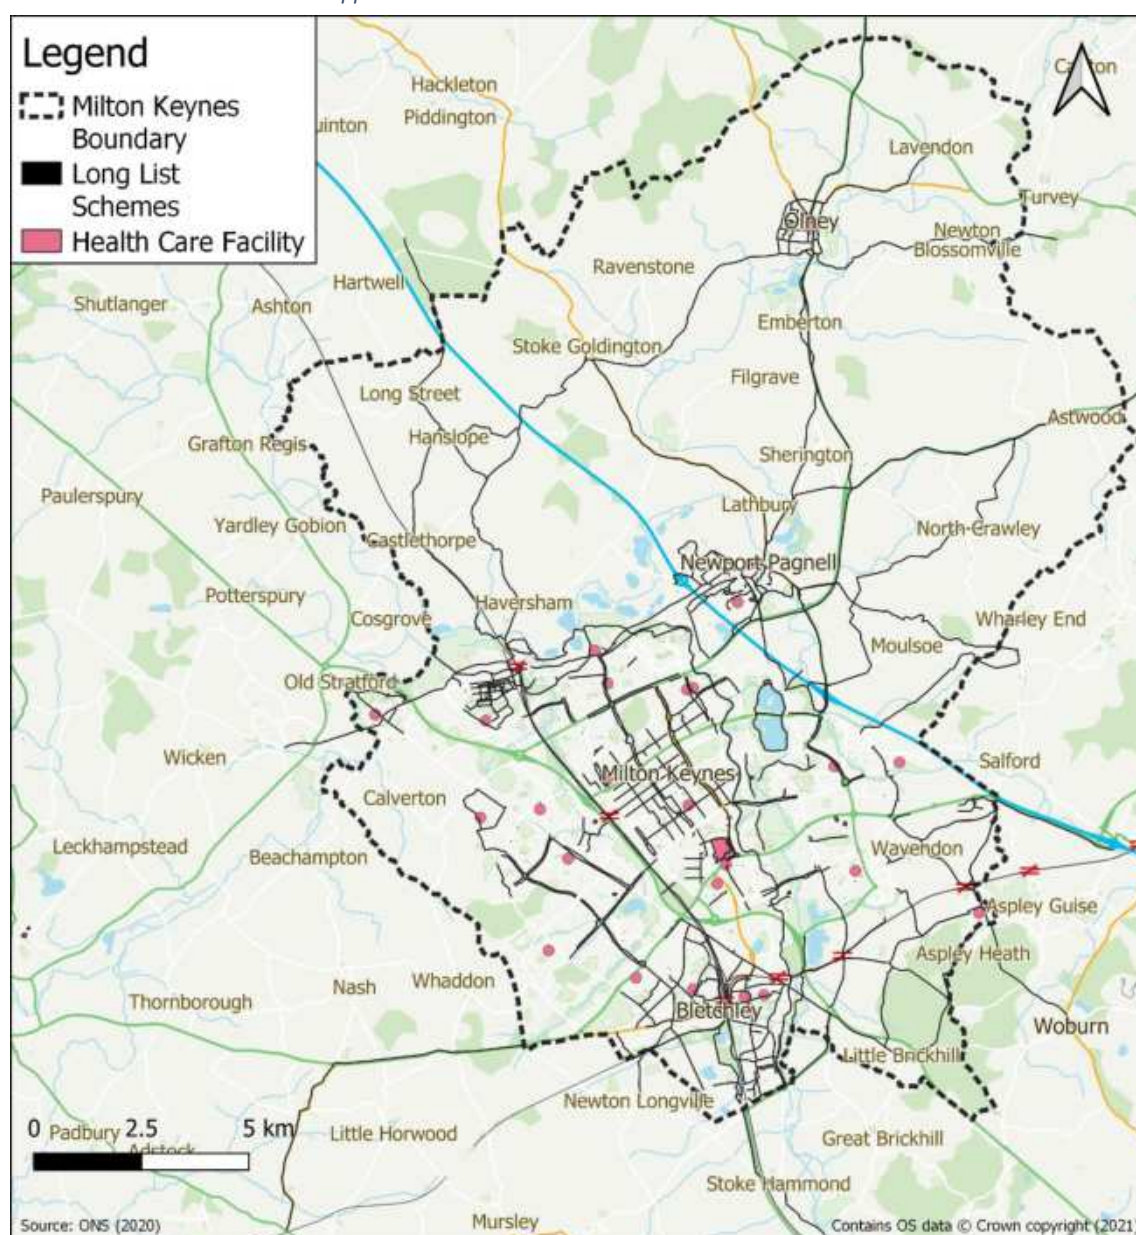 Legend
Milton Keynes
Boundary
Long List
Schemes
Health Care Facility
Hackleton
Piddington
uinton
Lavendon
Turvey
Olney
Newton
Blossomville
Ravenstone
Hartwell
Shutlanger
Ashton
Emberton
Stoke Goldington
Filgrave
Long Street
Astwood
Hanslope
Grafton Regis
Sherington
Paulerspury
Lathbury
Yardley Gobion
North Crawley
Castlethorpe
Newport Pagnell
Potterspury
Haversham
Cosgrove
Wharley End
Moulsoe
Old Stratford
Wicken
Salford
Milton Keynes
Calverton
Leckhampstead
Beachampton
Wavendon
Aspley Guise
Aspley Heath
Whaddon
Nash
Thornborough
Bletchley
Woburn
Little Brickhill
Newton Longville
0 2.5 5 km
Padbury
Adstock
Little Horwood
Great Brickhill
Stoke Hammond
Mursley
Source: ONS (2020)
Contains OS data © Crown copyright (2021)